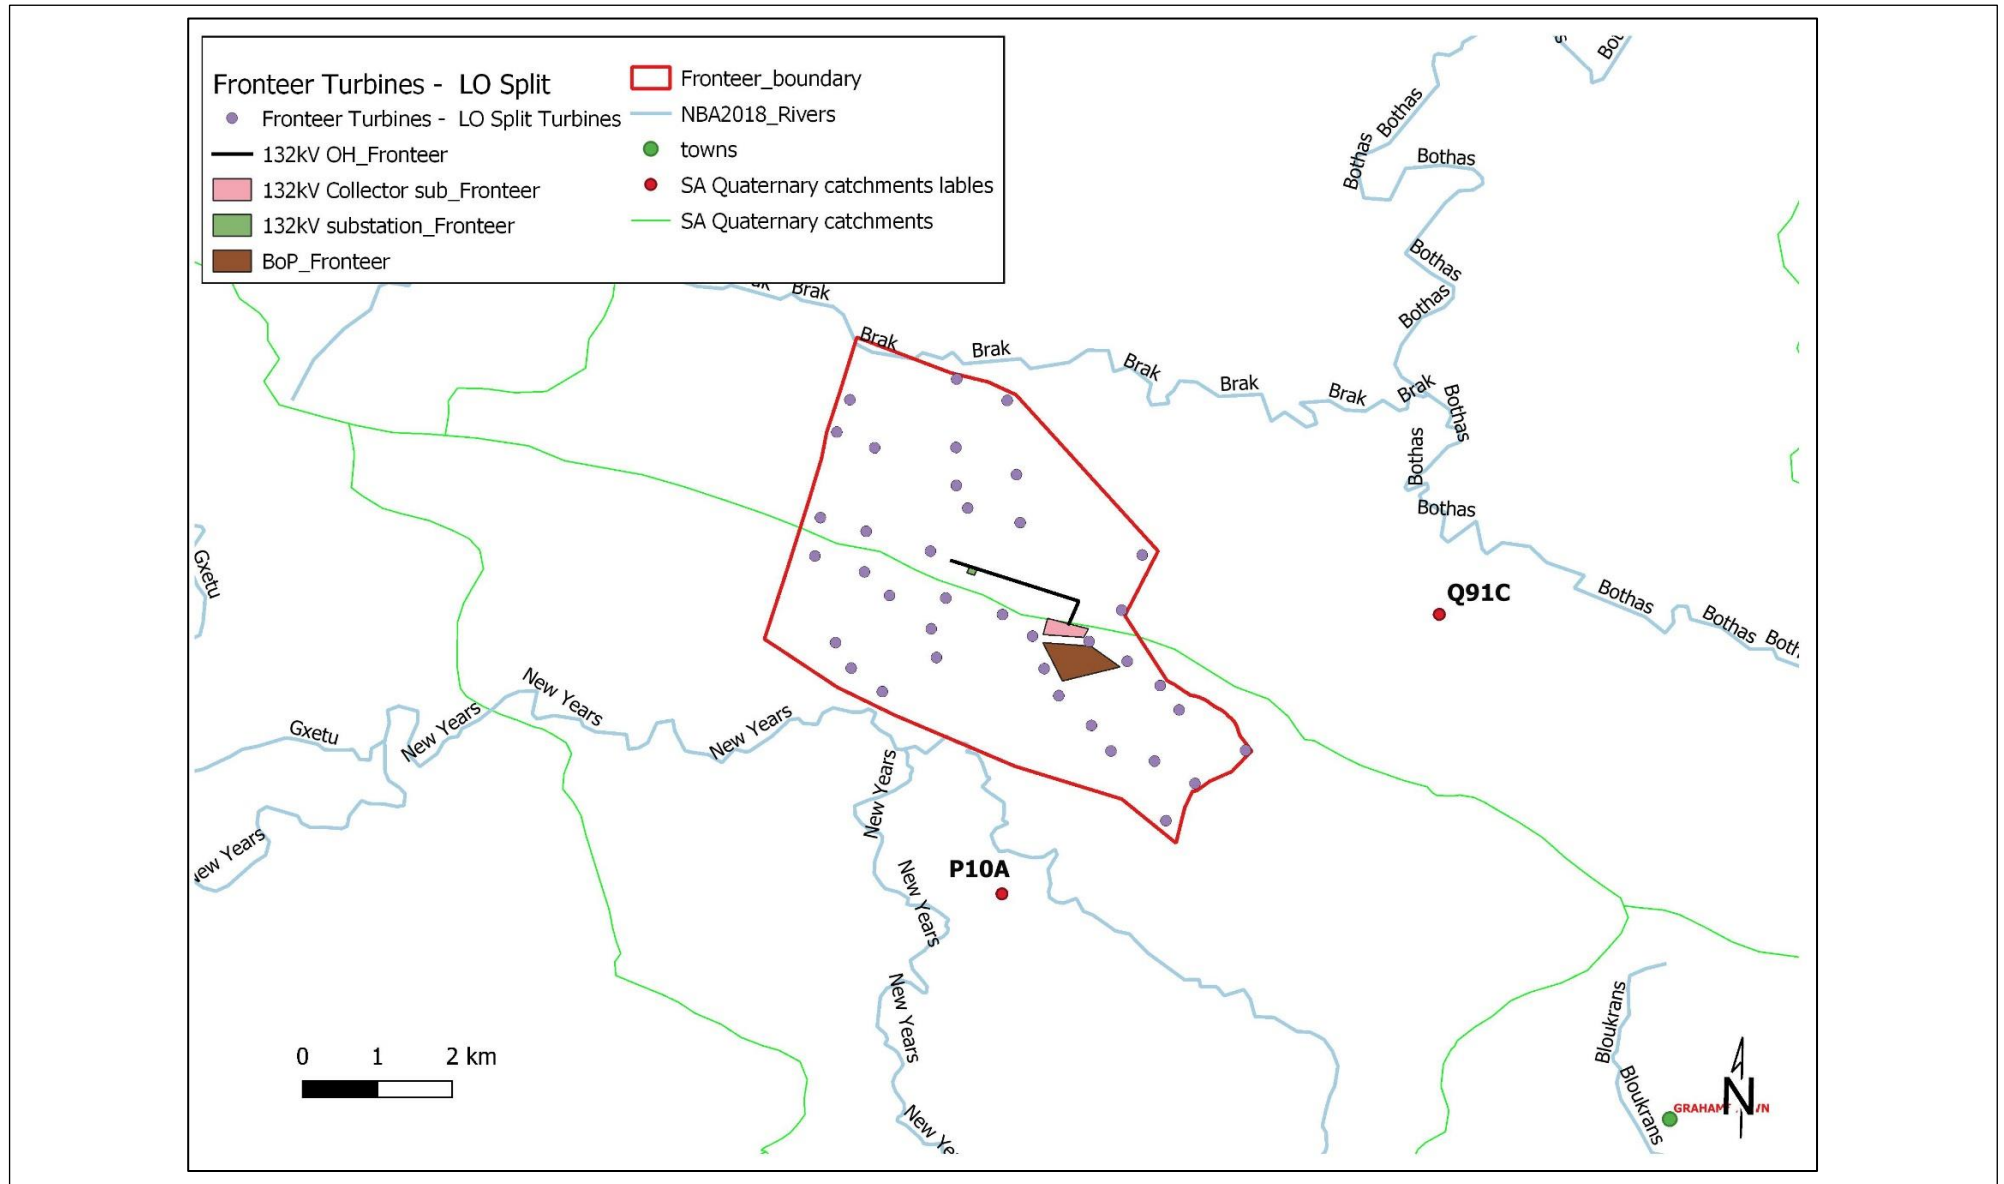 Fronteer Turbines - LO Split
Fronteer Turbines - LO Split Turbines
132kV OH_Fronteer
132kV Collector sub_Fronteer
132kV substation_Fronteer
BoP_Fronteer
Fronteer_boundary
NBA2018_Rivers
towns
SA Quaternary catchments lables
SA Quaternary catchments
Bothas
Bothas
Bothas
Bothas
Bothas
Brak
Brak
Brak
Brak
Brak
Brak
Brak
Bothas
Bothas
Bothas
Gxetu
Q91C
Bothas
Bothas
New Years
New Years
New Years
Gxetu
New Years
New Years
P10A
New Years
New Years
Bloukrans
Bloukrans
0 1 2 km
N